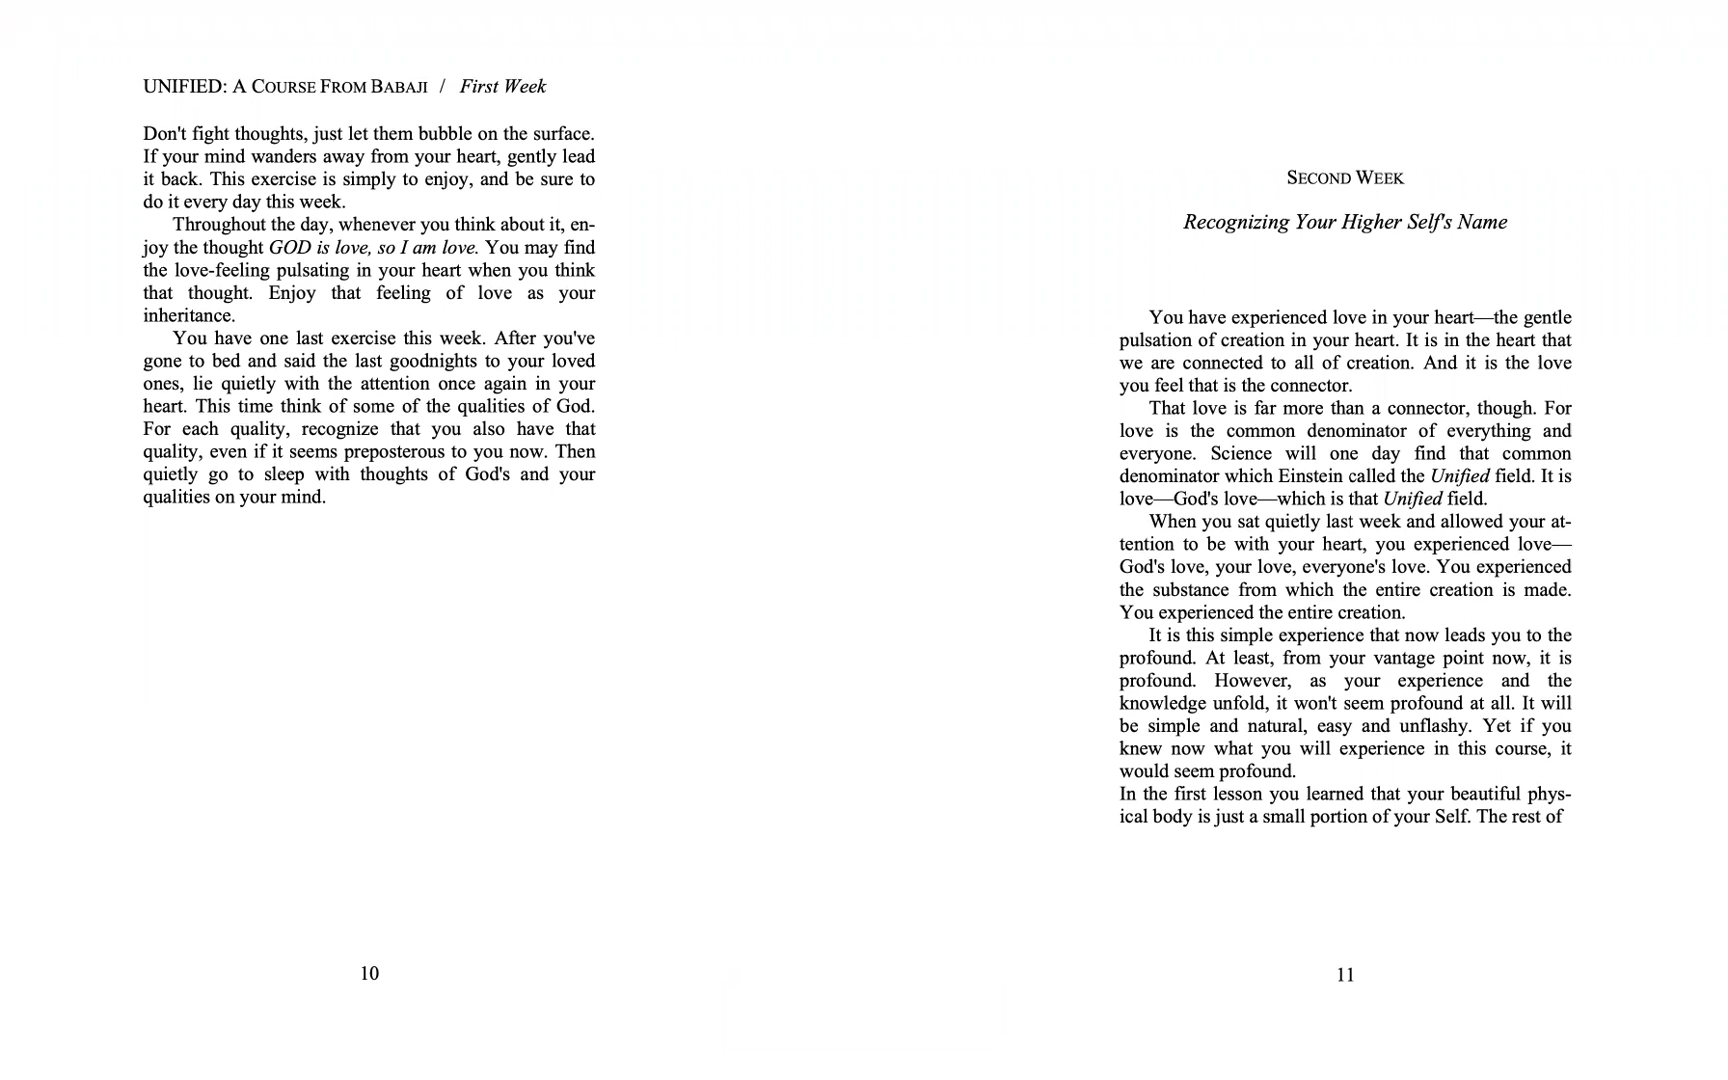 UNIFIED: A COURSE FROM BABAJI / First Week
Don't fight thoughts, just let them bubble on the surface.
If your mind wanders away from your heart, gently lead
it back. This exercise is simply to enjoy, and be sure to
do it every day this week.
Throughout the day, whenever you think about it, en-
joy the thought GOD is love, so I am love. You may find
the love-feeling pulsating in your heart when you think
that thought. Enjoy that feeling of love as your
inheritance.
You have one last exercise this week. After you've
gone to bed and said the last goodnights to your loved
ones, lie quietly with the attention once again in your
heart. This time think of some of the qualities of God.
For each quality, recognize that you also have that
quality, even if it seems preposterous to you now. Then
quietly go to sleep with thoughts of God's and your
qualities on your mind.
10
SECOND WEEK
Recognizing Your Higher Self's Name
You have experienced love in your heart—the gentle
pulsation of creation in your heart. It is in the heart that
we are connected to all of creation. And it is the love
you feel that is the connector.
That love is far more than a connector, though. For
love is the common denominator of everything and
everyone. Science will one day find that common
denominator which Einstein called the Unified field. It is
love—God's love—which is that Unified field.
When you sat quietly last week and allowed your at-
tention to be with your heart, you experienced love—
God's love, your love, everyone's love. You experienced
the substance from which the entire creation is made.
You experienced the entire creation.
It is this simple experience that now leads you to the
profound. At least, from your vantage point now, it is
profound. However, as your experience and the
knowledge unfold, it won't seem profound at all. It will
be simple and natural, easy and unflashy. Yet if you
knew now what you will experience in this course, it
would seem profound.
In the first lesson you learned that your beautiful phys-
ical body is just a small portion of your Self. The rest of
11